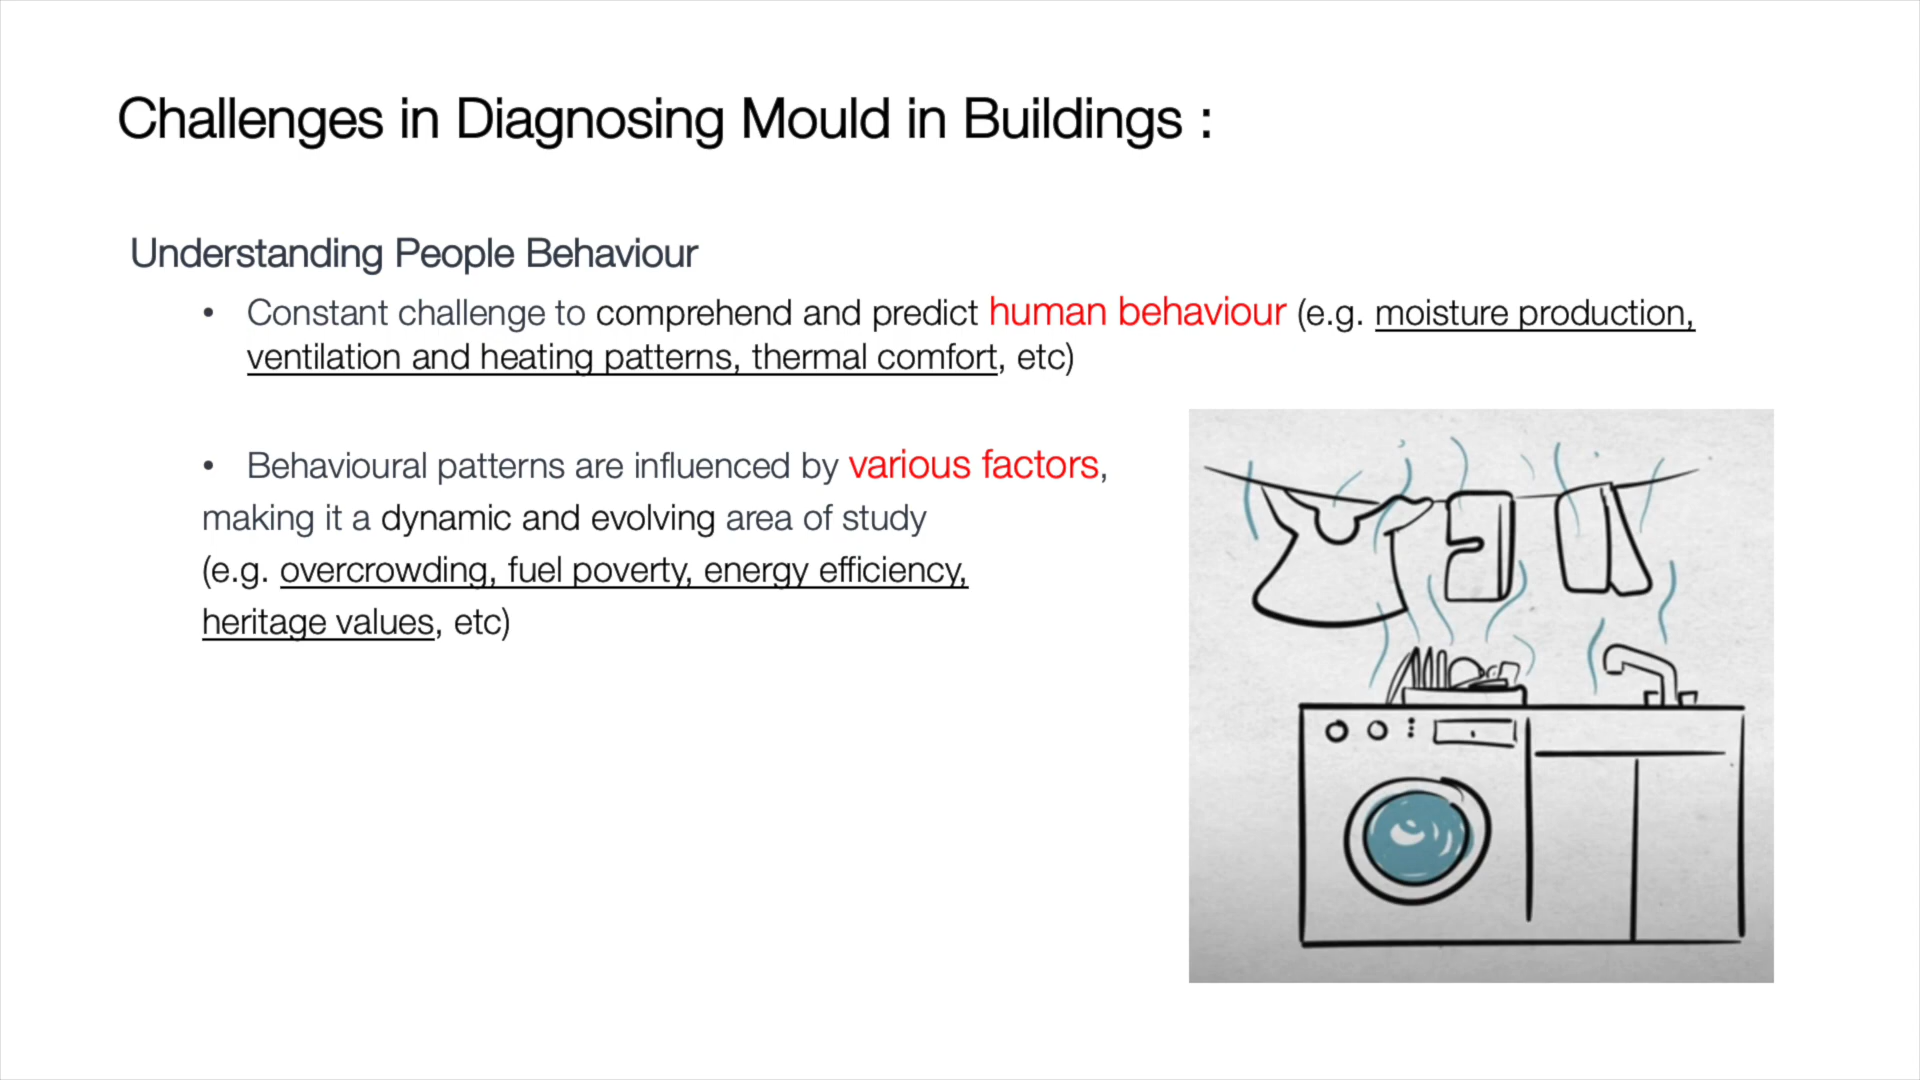 Challenges in Diagnosing Mould in Buildings :
Understanding People Behaviour
• Constant challenge to comprehend and predict human behaviour (e.g. moisture production,
ventilation and heating patterns, thermal comfort, etc)
• Behavioural patterns are influenced by various factors,
making it a dynamic and evolving area of study
(e.g. overcrowding, fuel poverty, energy efficiency,
heritage values, etc)